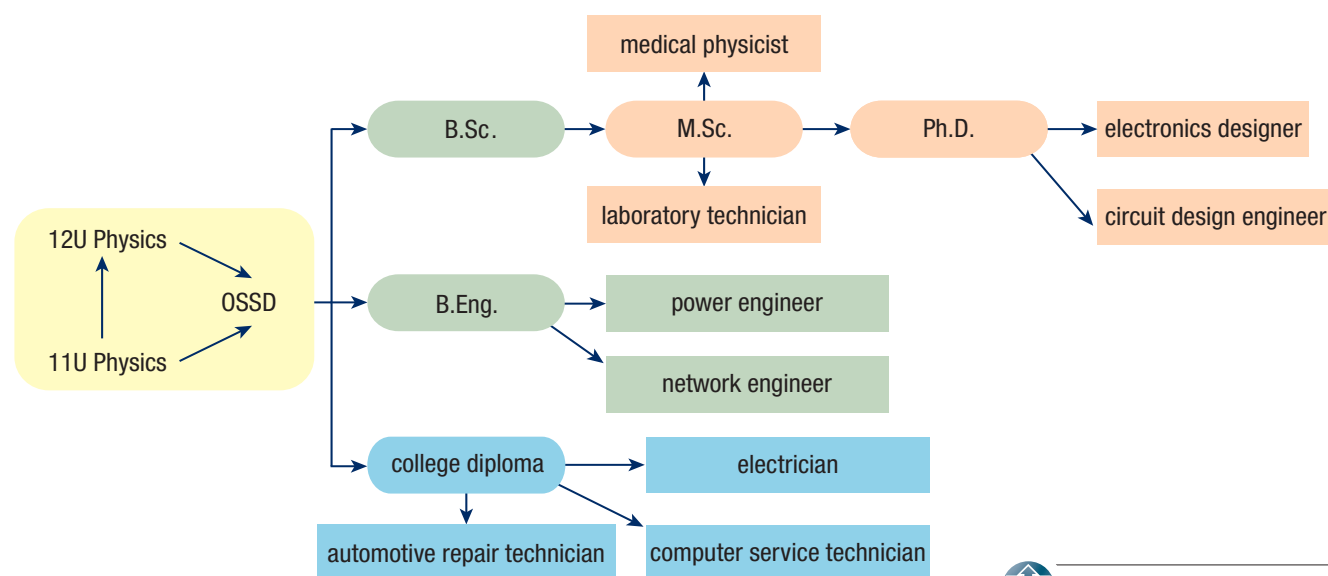 medical physicist
B.Sc.
M.Sc.
Ph.D.
electronics designer
laboratory technician
circuit design engineer
12U Physics
OSSD
11U Physics
B.Eng.
power engineer
network engineer
college diploma
electrician
automotive repair technician
computer service technician